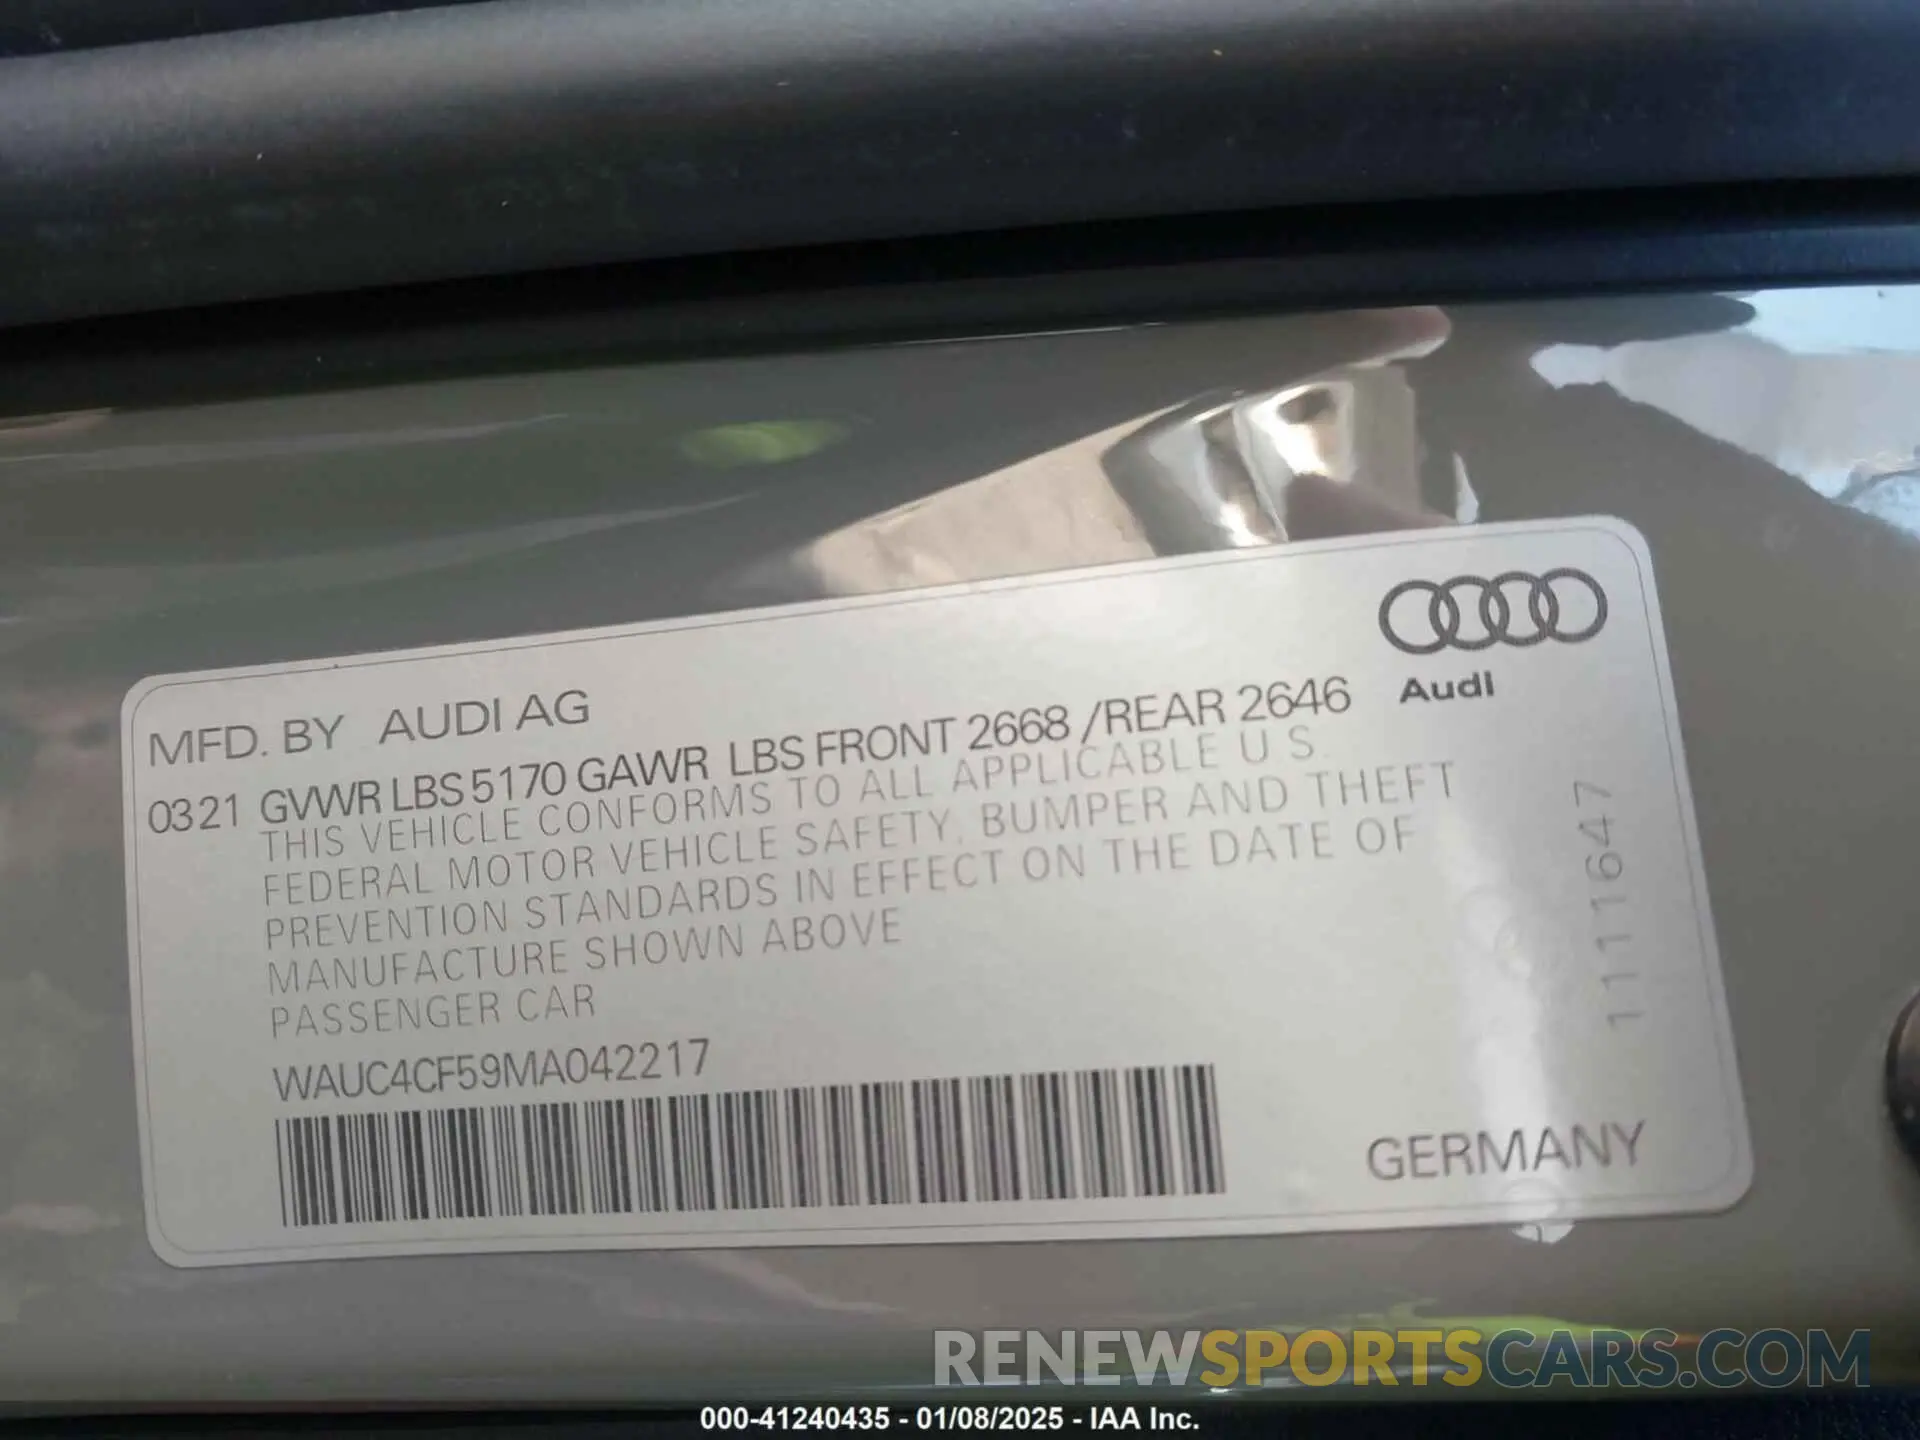 MFD. BY AUDI AG
0321 GVWR LBS 5170 GAWR LBS FRONT 2668 /REAR 2646
THIS VEHICLE CONFORMS TO ALL APPLICABLE U S.
FEDERAL MOTOR VEHICLE SAFETY, BUMPER AND THEFT
PREVENTION STANDARDS IN EFFECT ON THE DATE OF
MANUFACTURE SHOWN ABOVE
PASSENGER CAR
WAUC4CF59MA042217
Audi
1111647
GERMANY
RENEWSPORTSCARS.COM
000-41240435 - 01/08/2025 - IAA Inc.